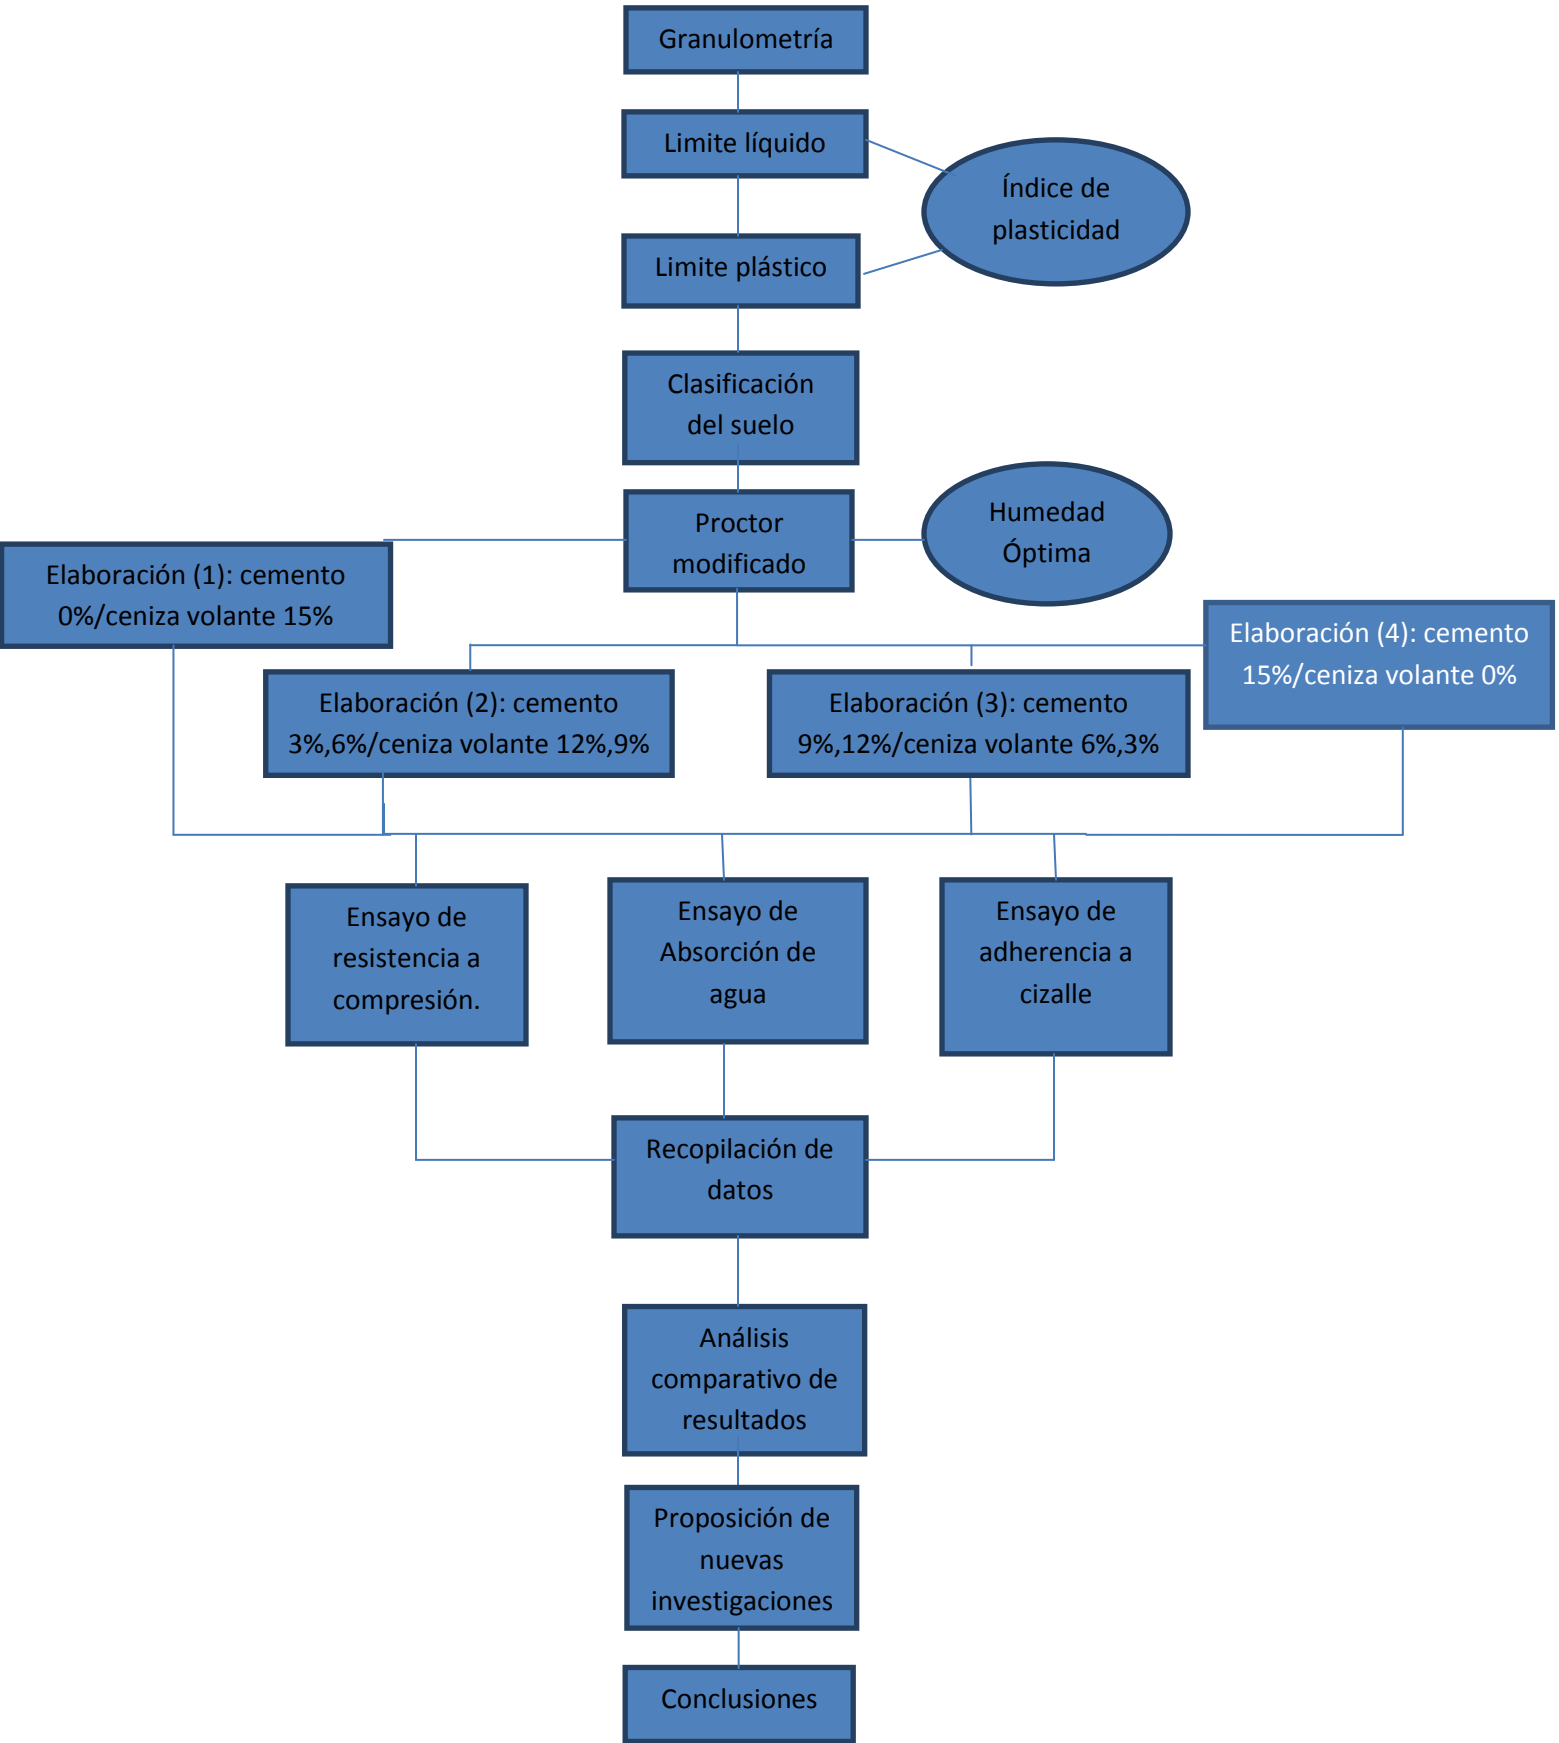 Granulometría
Limite líquido
Índice de
plasticidad
Limite plástico
Clasificación
del suelo
Proctor
modificado
Humedad
Óptima
Elaboración (1): cemento
0%/ceniza volante 15%
Elaboración (4): cemento
15%/ceniza volante 0%
Elaboración (2): cemento
3%,6%/ceniza volante 12%,9%
Elaboración (3): cemento
9%,12%/ceniza volante 6%,3%
Ensayo de
resistencia a
compresión.
Ensayo de
Absorción de
agua
Ensayo de
adherencia a
cizalle
Recopilación de
datos
Análisis
comparativo de
resultados
Proposición de
nuevas
investigaciones
Conclusiones